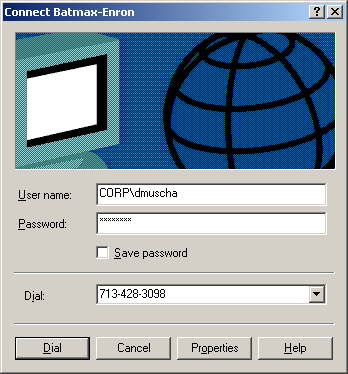 Connect Batmax-Enron
User name: CORP\dmuscha
Password: ××××××××
Save password
Dial: 713-428-3098
Dial Cancel Properties Help